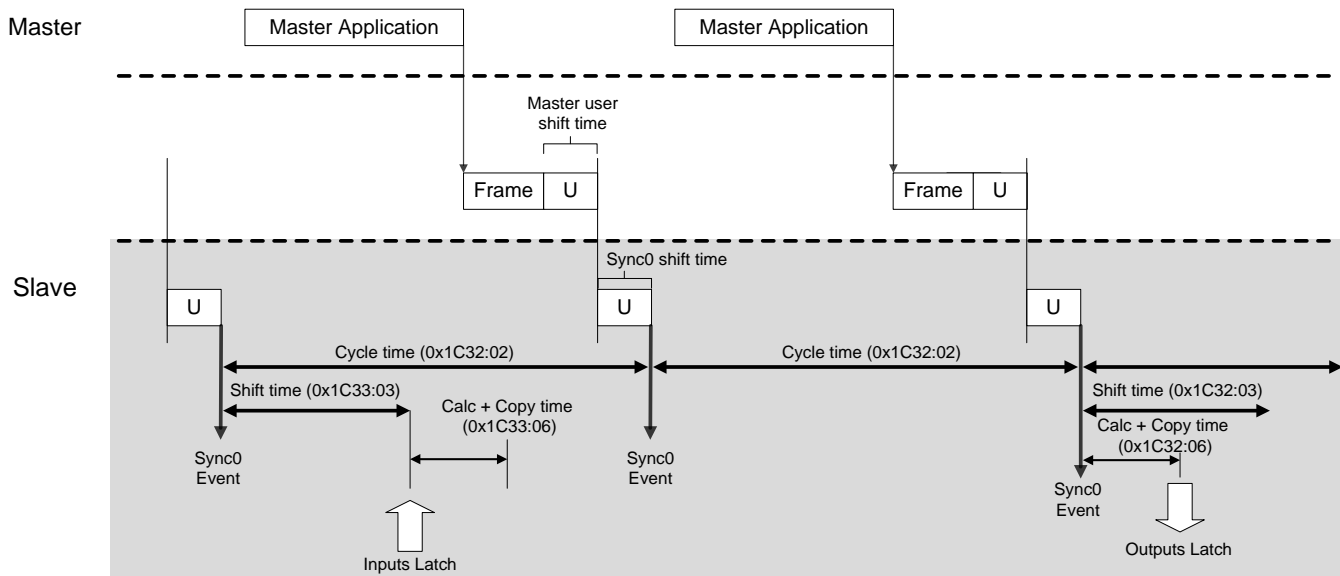 Master
Master Application
Master Application
Master user
shift time
Frame
U
Frame
U
Slave
Sync0 shift time
U
U
U
Cycle time (0x1C32:02)
Cycle time (0x1C32:02)
Shift time (0x1C33:03)
Shift time (0x1C32:03)
Calc + Copy time
(0x1C33:06)
Calc + Copy time
(0x1C32:06)
Sync0
Event
Sync0
Event
Sync0
Event
Inputs Latch
Outputs Latch